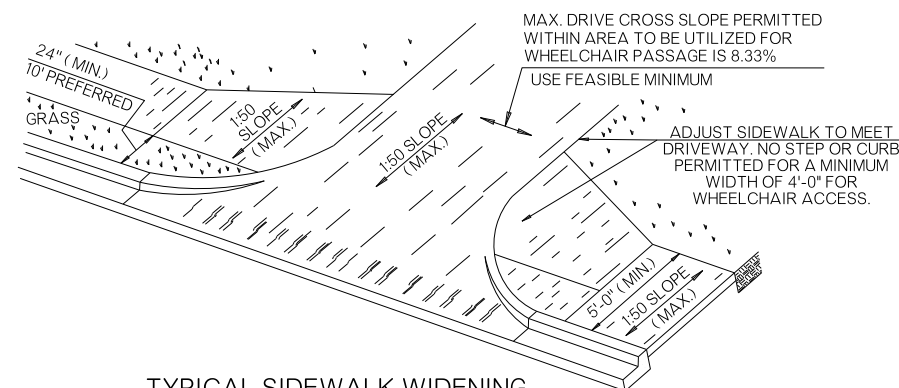 MAX. DRIVE CROSS SLOPE PERMITTED
WITHIN AREA TO BE UTILIZED FOR
WHEELCHAIR PASSAGE IS 8.33%
USE FEASIBLE MINIMUM
24" (MIN.)
10' PREFERRED
GRASS
1:50
SLOPE
(MAX.)
1:50 SLOPE
(MAX.)
ADJUST SIDEWALK TO MEET
DRIVEWAY. NO STEP OR CURB
PERMITTED FOR A MINIMUM
WIDTH OF 4'-0" FOR
WHEELCHAIR ACCESS.
5'-0" (MIN.)
1:50 SLOPE
(MAX.)
TYPICAL SIDEWALK WIDENING